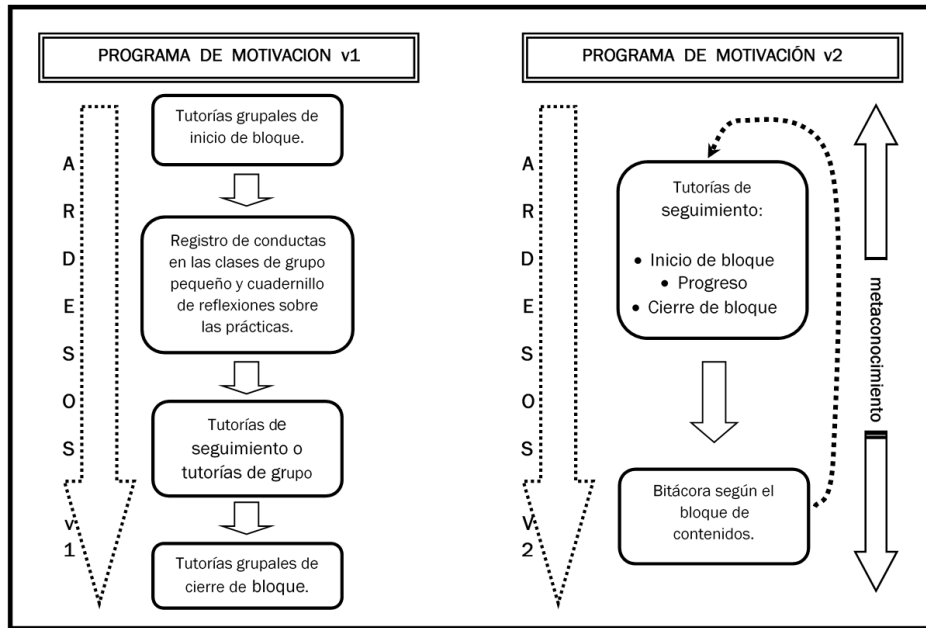 PROGRAMA DE MOTIVACION v1
Tutorías grupales de
inicio de bloque.
Registro de conductas
en las clases de grupo
pequeño y cuadernillo
de reflexiones sobre
las prácticas.
Tutorías de
seguimiento o
tutorías de grupo
Tutorías grupales de
cierre de bloque.
A
R
D
E
S
O
S
v
1
PROGRAMA DE MOTIVACIÓN v2
A
R
D
E
S
O
S
V
2
Tutorías de
seguimiento:
• Inicio de bloque
• Progreso
• Cierre de bloque
Bitácora según el
bloque de
contenidos.
metaconocimiento